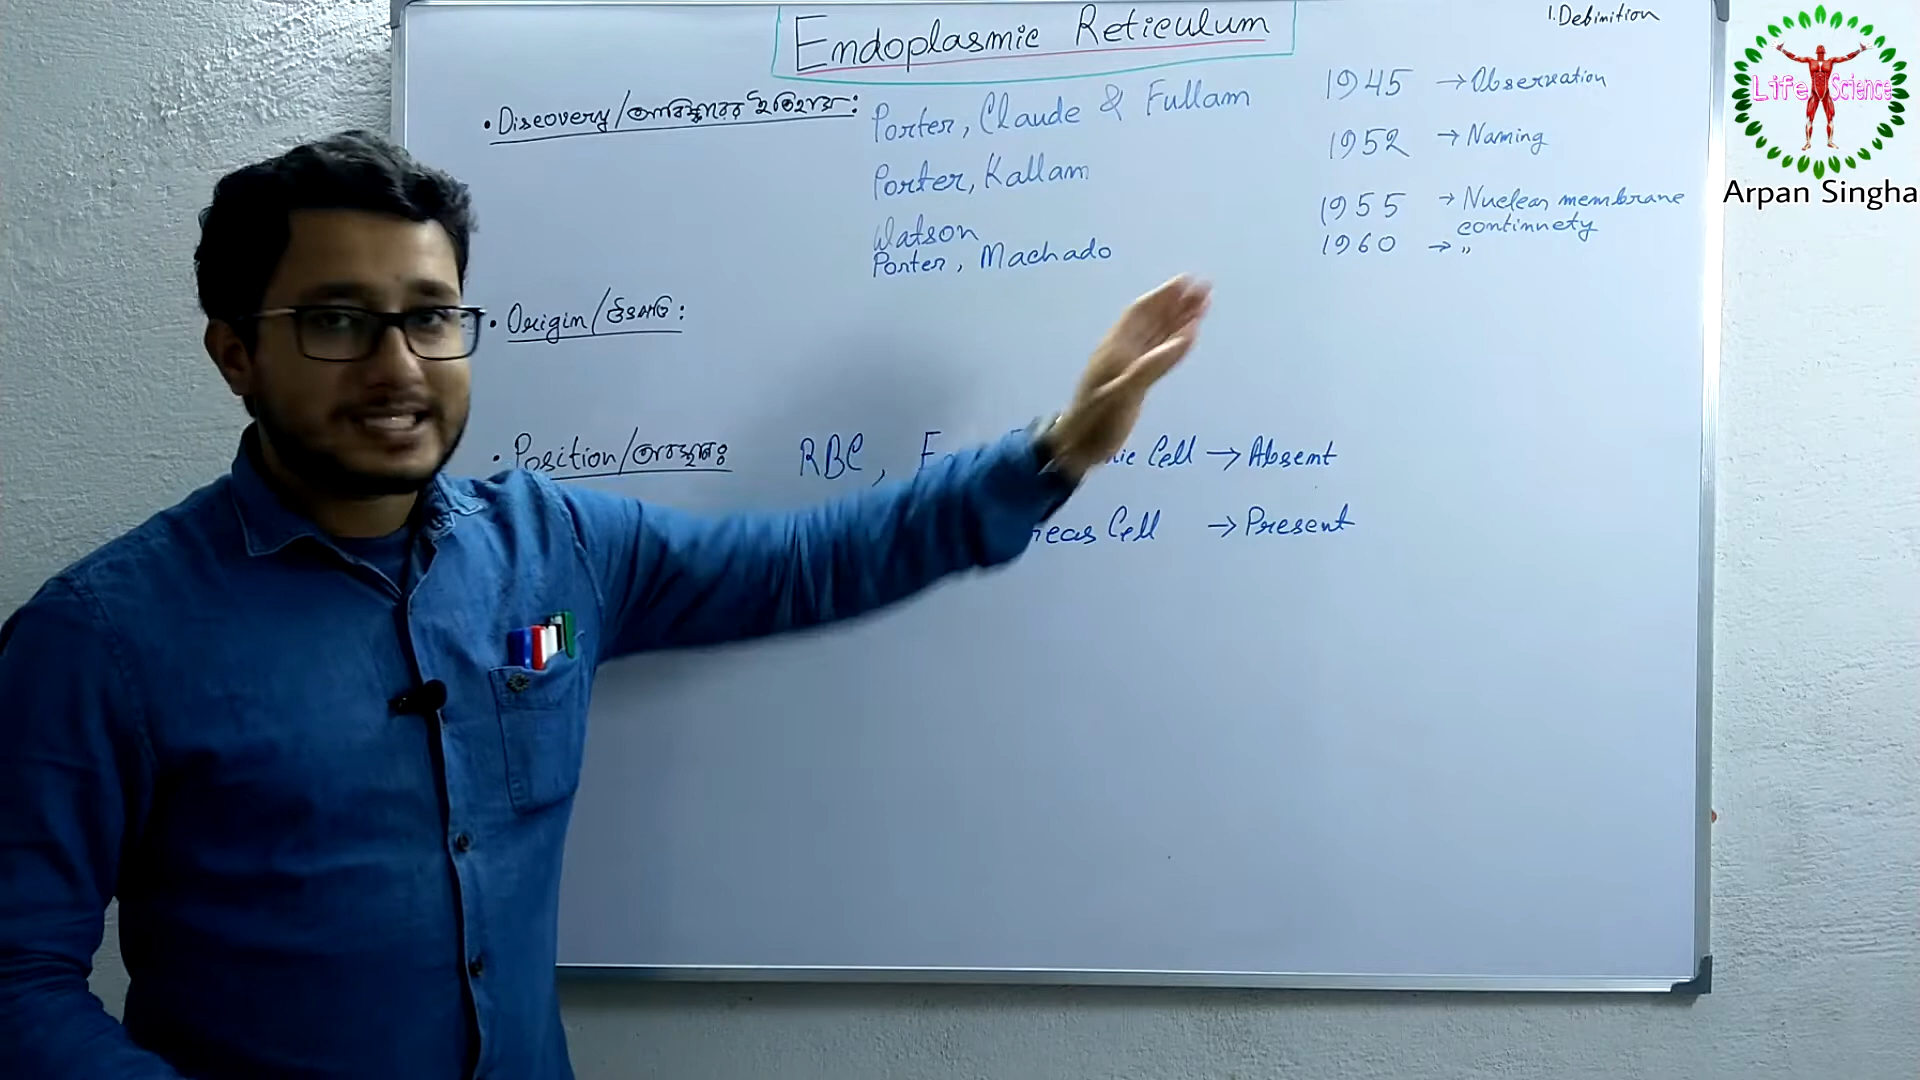 Endoplasmic Reticulum
1. Definition
Life Science
Arpan Singha
• Discovery/আবিষ্কারের ইতিহাস:
Porter, Claude & Fullam 1945 → Observation
Porter, Kallam 1952 → Naming
Watson 1955 → Nuclear membrane
continuety
Porter, Machado 1960 → "
• Origin/উৎপত্তি:
• Position/অবস্থান: RBC, Cell → Absent
Cell → Present